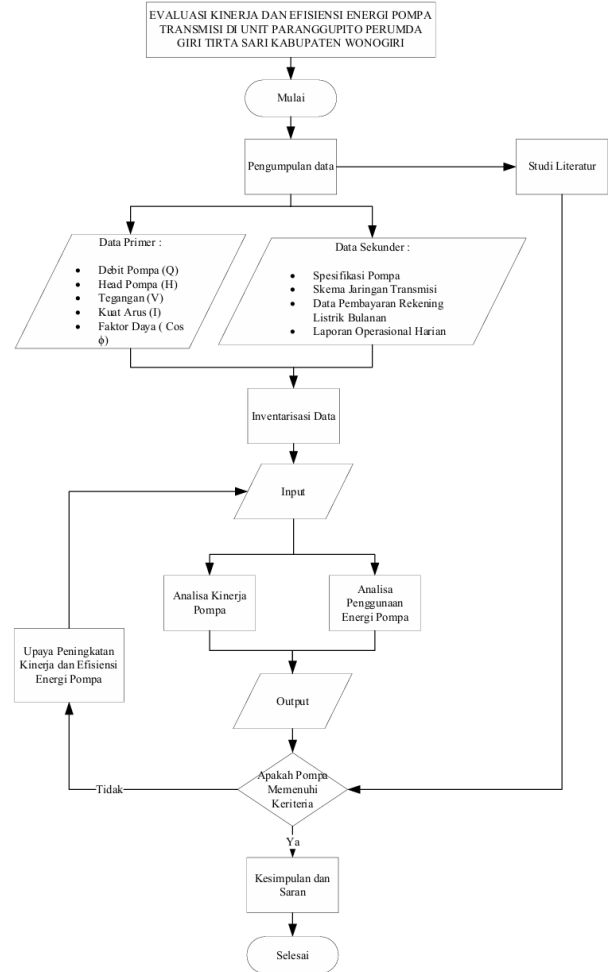 EVALUASI KINERJA DAN EFISIENSI ENERGI POMPA
TRANSMISI DI UNIT PARANGGUPITO PERUMDA
GIRI TIRTA SARI KABUPATEN WONOGIRI
Mulai
Pengumpulan data
Studi Literatur
Data Primer :
• Debit Pompa (Q)
• Head Pompa (H)
• Tegangan (V)
• Kuat Arus (I)
• Faktor Daya ( Cos
ϕ)
Data Sekunder :
• Spesifikasi Pompa
• Skema Jaringan Transmisi
• Data Pembayaran Rekening
Listrik Bulanan
• Laporan Operasional Harian
Inventarisasi Data
Input
Analisa Kinerja
Pompa
Analisa
Penggunaan
Energi Pompa
Upaya Peningkatan
Kinerja dan Efisiensi
Energi Pompa
Output
Apakah Pompa
Memenuhi
Keriteria
Tidak
Ya
Kesimpulan dan
Saran
Selesai